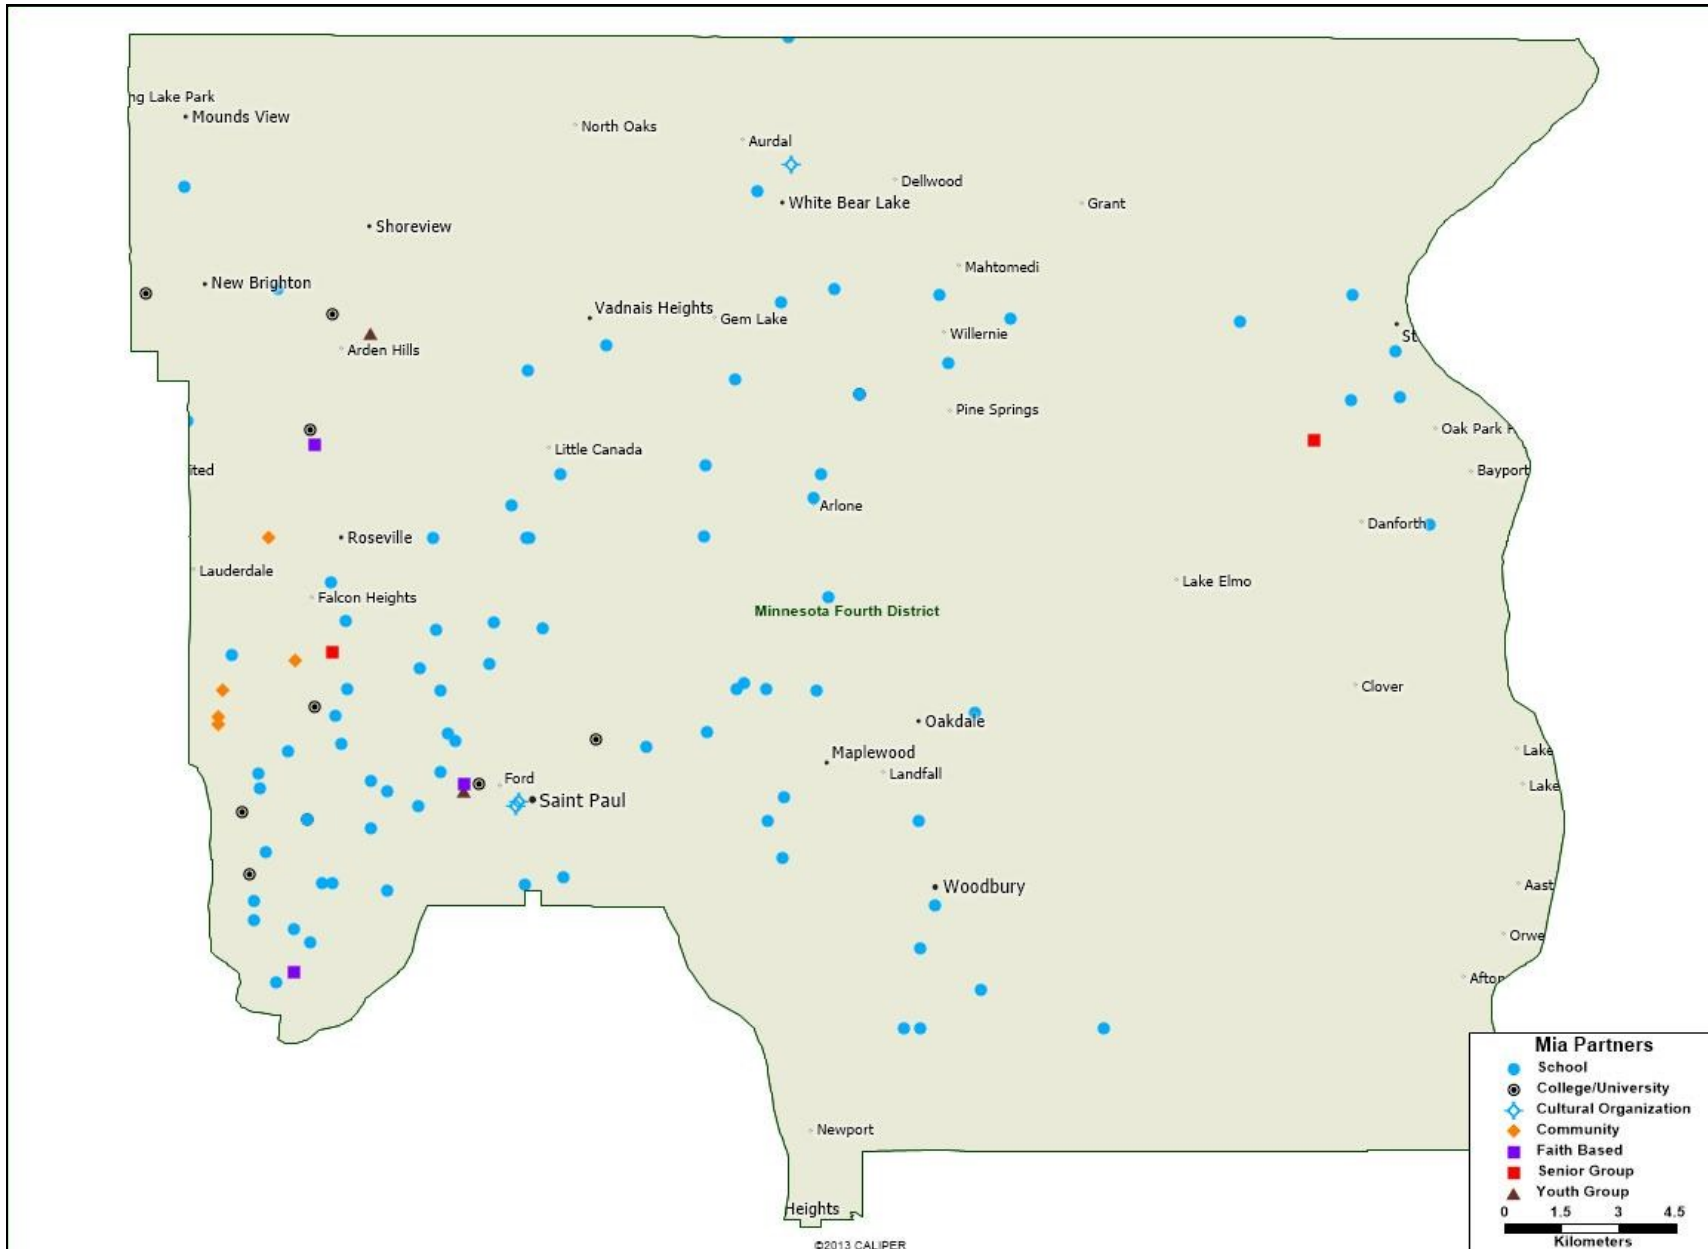 ng Lake Park
Mounds View
North Oaks
Aurdal
Dellwood
White Bear Lake
Grant
Shoreview
Mahtomedi
New Brighton
Vadnais Heights
Gem Lake
Willernie
St
Arden Hills
Pine Springs
Oak Park H
Little Canada
ited
Bayport
Arlone
Danforth
Roseville
Lauderdale
Lake Elmo
Falcon Heights
Minnesota Fourth District
Clover
Oakdale
Maplewood
Lake
Landfall
Ford
Lake
Saint Paul
Woodbury
Aast
Orwe
Afton
Newport
Heights
Mia Partners
School
College/University
Cultural Organization
Community
Faith Based
Senior Group
Youth Group
0 1.5 3 4.5
Kilometers
©2013 CALIPER